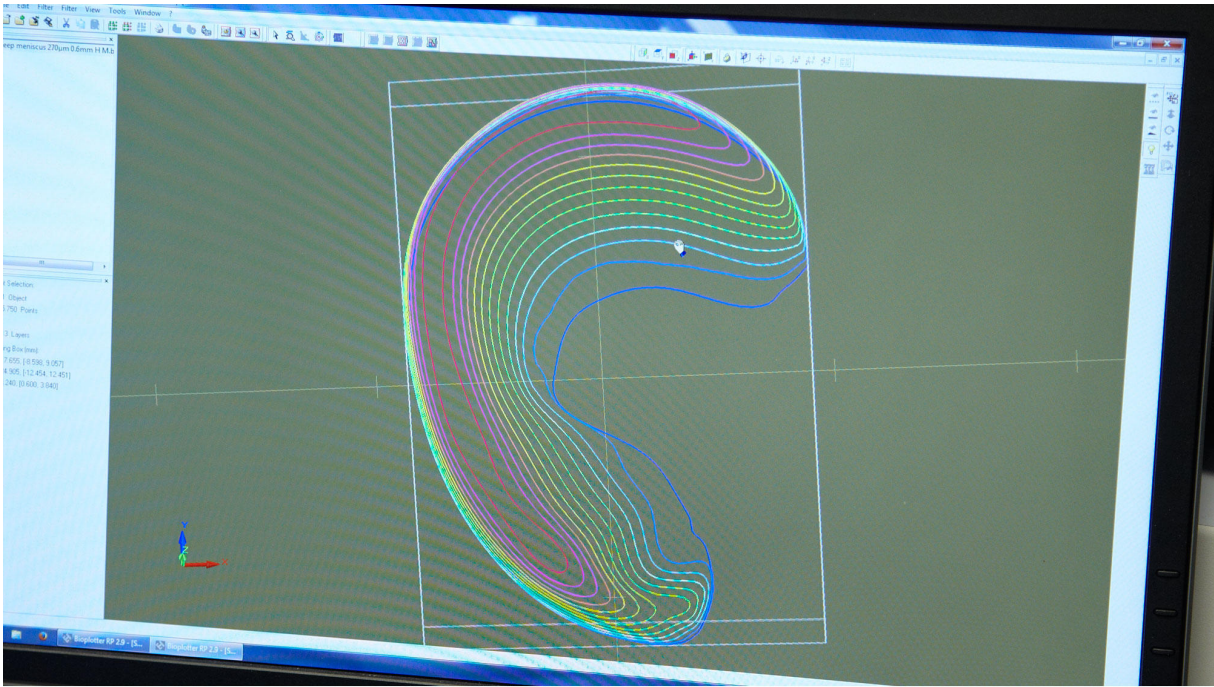 Edit Filter Filter View Tools Window ?
eep meniscus 270µm 0.6mm H M.b
Selection
Object
750 Points
3 Layers
ng Box (mm)
7.655, [-8.598, 9.057]
4.905, [-12.454, 12.451]
.240, [0.600, 3.840]
Y
Z
X
Bioplotter RP 2.9 - [S...
Bioplotter RP 2.9 - [S...